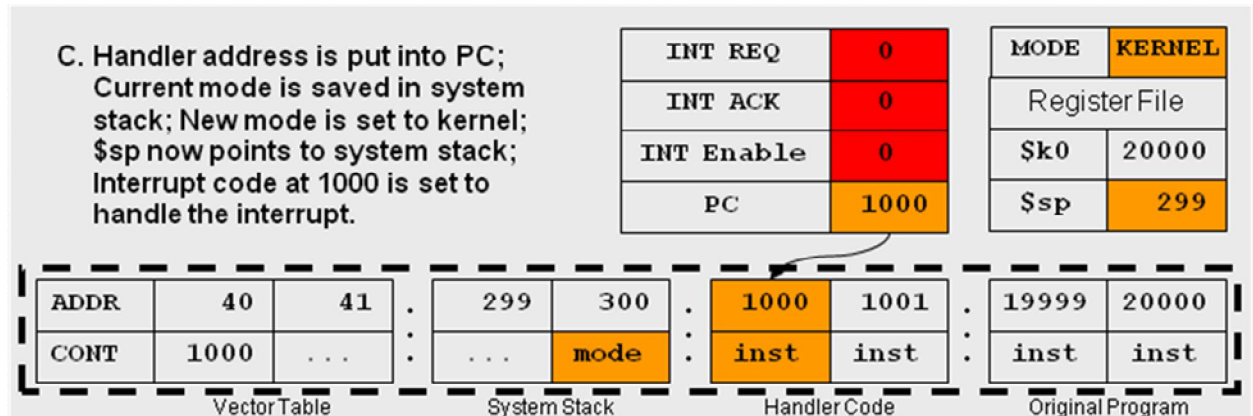 C. Handler address is put into PC;
Current mode is saved in system
stack; New mode is set to kernel;
$sp now points to system stack;
Interrupt code at 1000 is set to
handle the interrupt.
INT REQ 0
INT ACK 0
INT Enable 0
PC 1000
MODE KERNEL
Register File
$k0 20000
$sp 299
ADDR 40 41 . 299 300 . 1000 1001 . 19999 20000
CONT 1000 ... : ... mode : inst inst : inst inst
Vector Table System Stack Handler Code Original Program